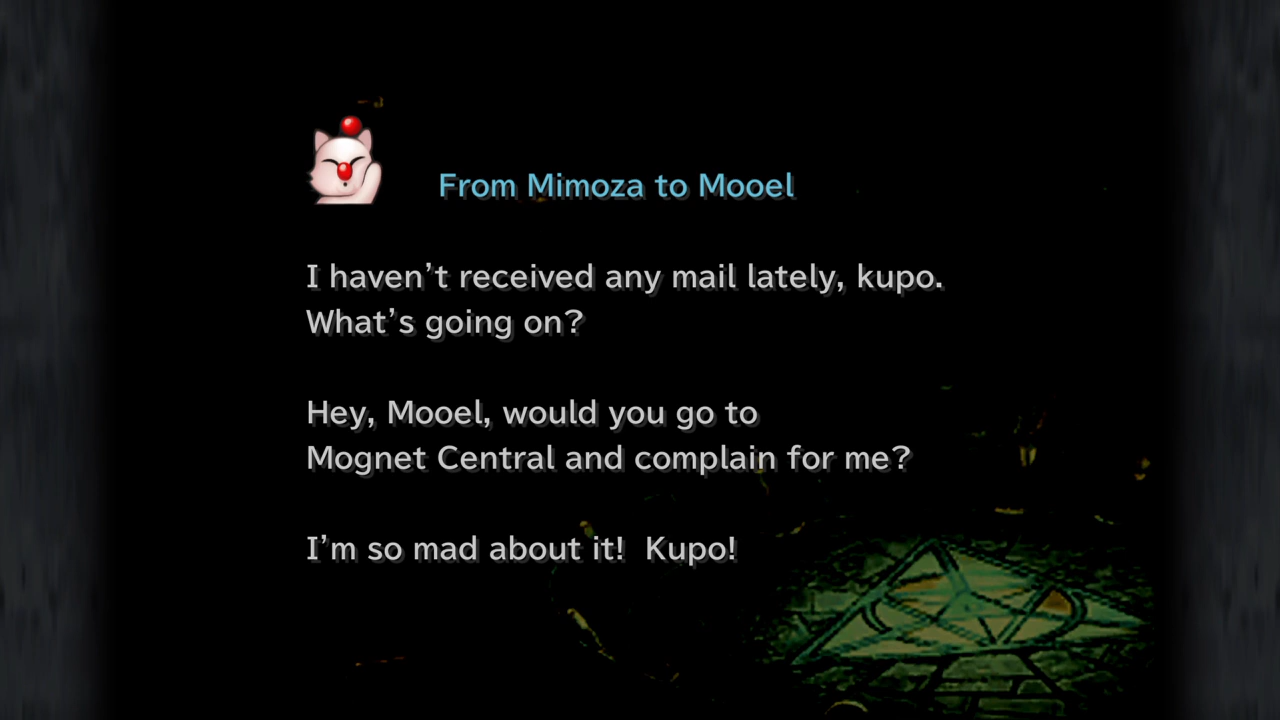 From Mimoza to Mooel
I haven’t received any mail lately, kupo.
What’s going on?
Hey, Mooel, would you go to
Mognet Central and complain for me?
I’m so mad about it!  Kupo!